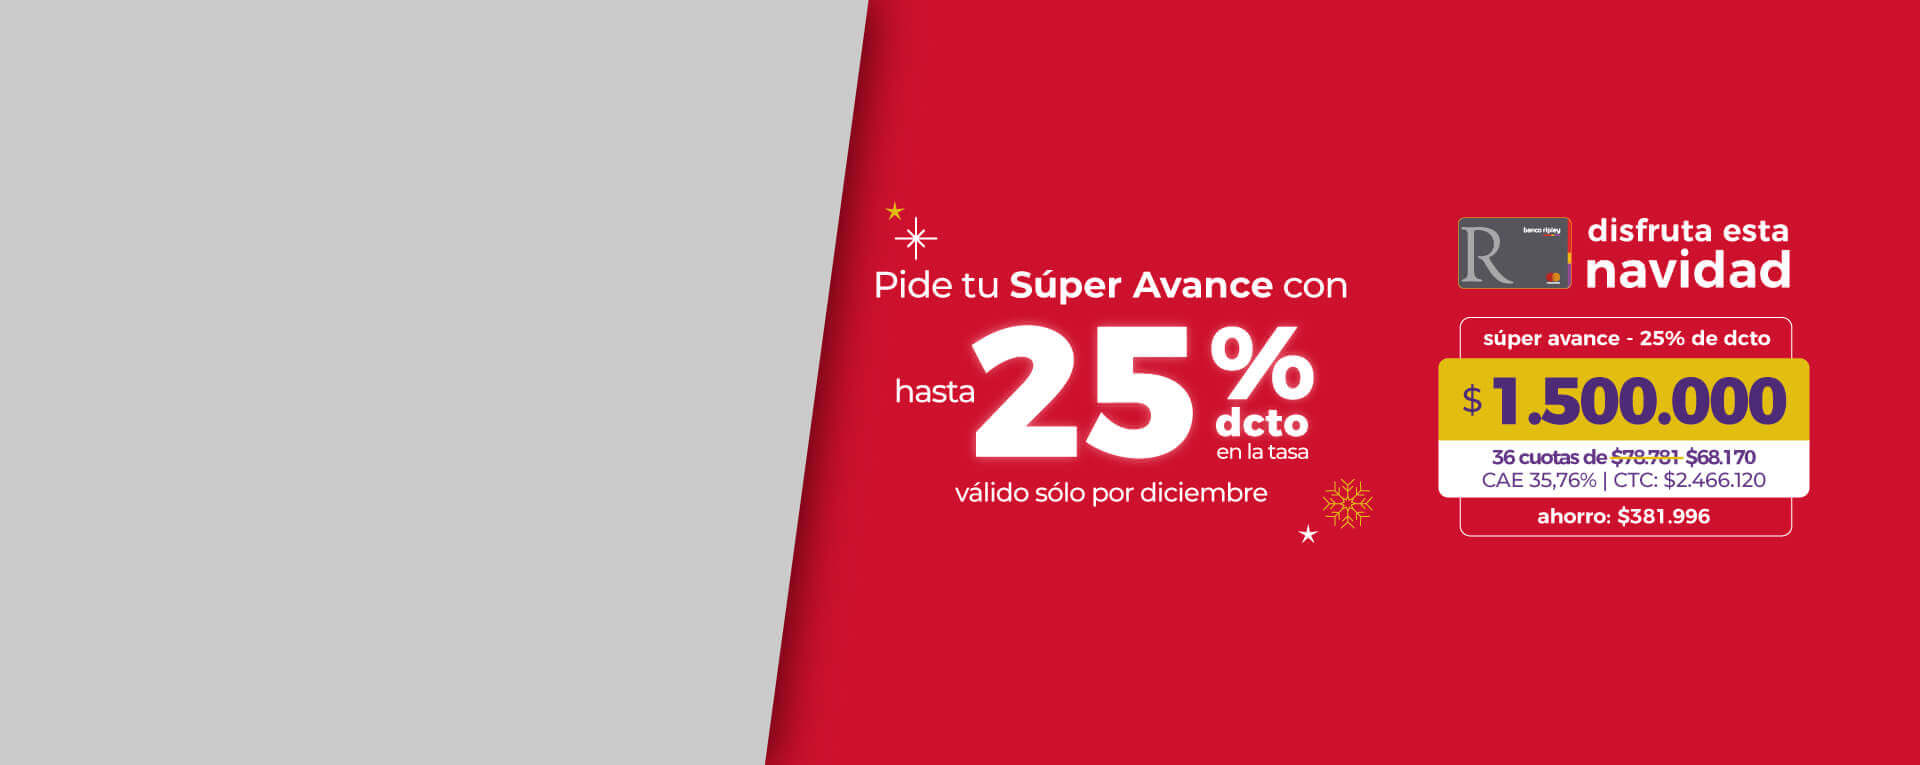 Pide tu Súper Avance con
hasta 25%
dcto
en la tasa
válido sólo por diciembre
R
banco ripley
disfruta esta
navidad
súper avance - 25% de dcto
$ 1.500.000
36 cuotas de $78.781 $68.170
CAE 35,76% | CTC: $2.466.120
ahorro: $381.996